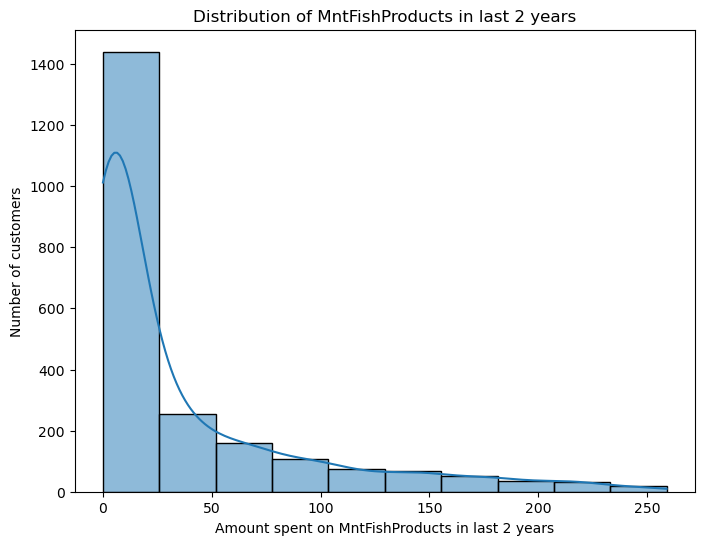 Distribution of MntFishProducts in last 2 years
1400
1200
1000
800
600
400
200
0
Number of customers
0 50 100 150 200 250
Amount spent on MntFishProducts in last 2 years